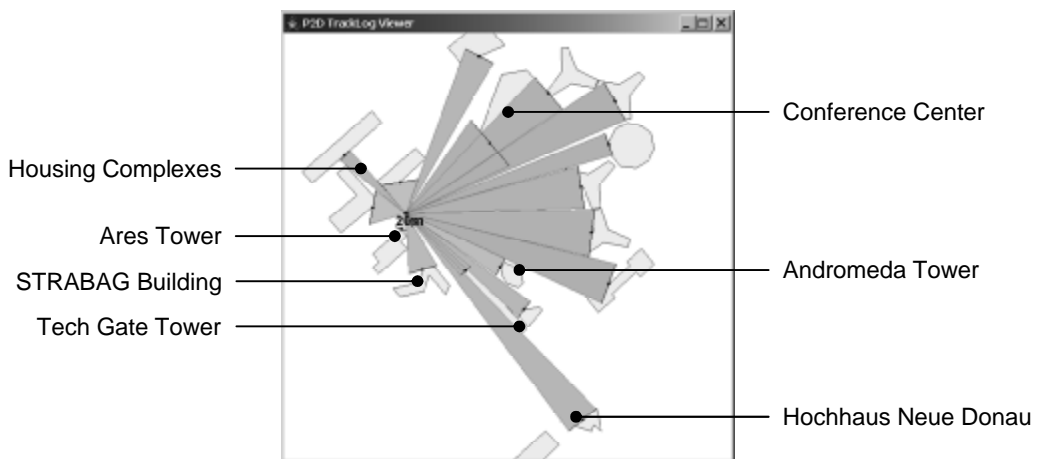 P2D TrackLog Viewer
Conference Center
Housing Complexes
Ares Tower
STRABAG Building
Andromeda Tower
Tech Gate Tower
Hochhaus Neue Donau